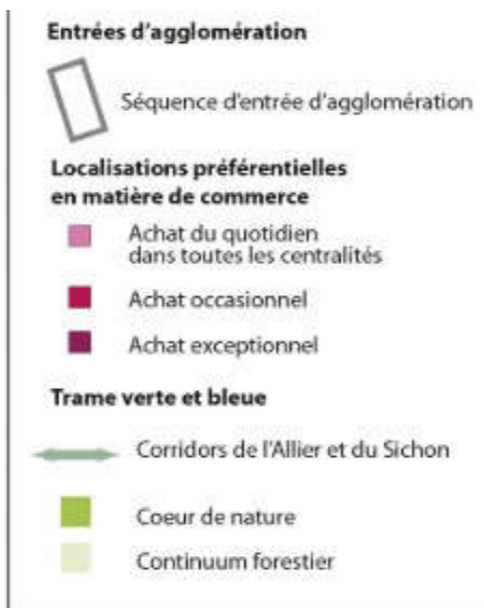 Entrées d'agglomération
Séquence d'entrée d'agglomération
Localisations préférentielles
en matière de commerce
Achat du quotidien
dans toutes les centralités
Achat occasionnel
Achat exceptionnel
Trame verte et bleue
Corridors de l'Allier et du Sichon
Coeur de nature
Continuum forestier